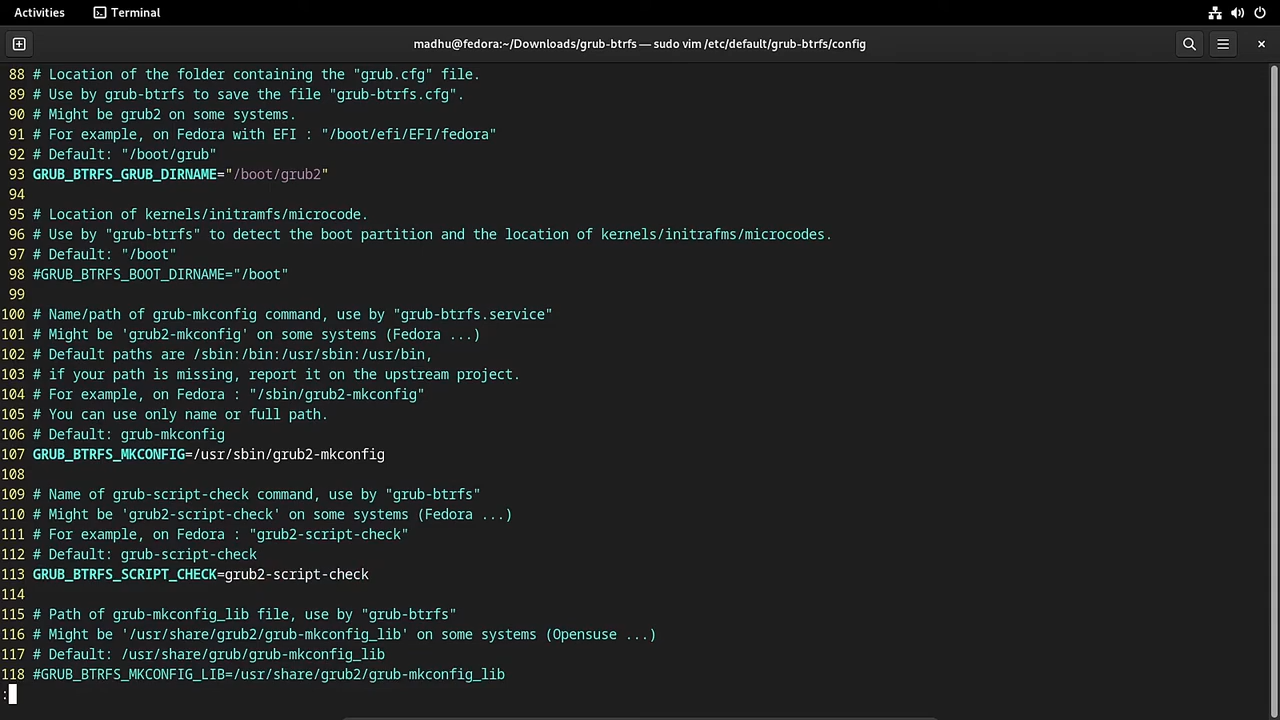 Activities
Terminal
madhu@fedora:~/Downloads/grub-btrfs — sudo vim /etc/default/grub-btrfs/config
88 # Location of the folder containing the "grub.cfg" file.
89 # Use by grub-btrfs to save the file "grub-btrfs.cfg".
90 # Might be grub2 on some systems.
91 # For example, on Fedora with EFI : "/boot/efi/EFI/fedora"
92 # Default: "/boot/grub"
93 GRUB_BTRFS_GRUB_DIRNAME="/boot/grub2"
94
95 # Location of kernels/initramfs/microcode.
96 # Use by "grub-btrfs" to detect the boot partition and the location of kernels/initrafms/microcodes.
97 # Default: "/boot"
98 #GRUB_BTRFS_BOOT_DIRNAME="/boot"
99
100 # Name/path of grub-mkconfig command, use by "grub-btrfs.service"
101 # Might be 'grub2-mkconfig' on some systems (Fedora ...)
102 # Default paths are /sbin:/bin:/usr/sbin:/usr/bin,
103 # if your path is missing, report it on the upstream project.
104 # For example, on Fedora : "/sbin/grub2-mkconfig"
105 # You can use only name or full path.
106 # Default: grub-mkconfig
107 GRUB_BTRFS_MKCONFIG=/usr/sbin/grub2-mkconfig
108
109 # Name of grub-script-check command, use by "grub-btrfs"
110 # Might be 'grub2-script-check' on some systems (Fedora ...)
111 # For example, on Fedora : "grub2-script-check"
112 # Default: grub-script-check
113 GRUB_BTRFS_SCRIPT_CHECK=grub2-script-check
114
115 # Path of grub-mkconfig_lib file, use by "grub-btrfs"
116 # Might be '/usr/share/grub2/grub-mkconfig_lib' on some systems (Opensuse ...)
117 # Default: /usr/share/grub/grub-mkconfig_lib
118 #GRUB_BTRFS_MKCONFIG_LIB=/usr/share/grub2/grub-mkconfig_lib
: